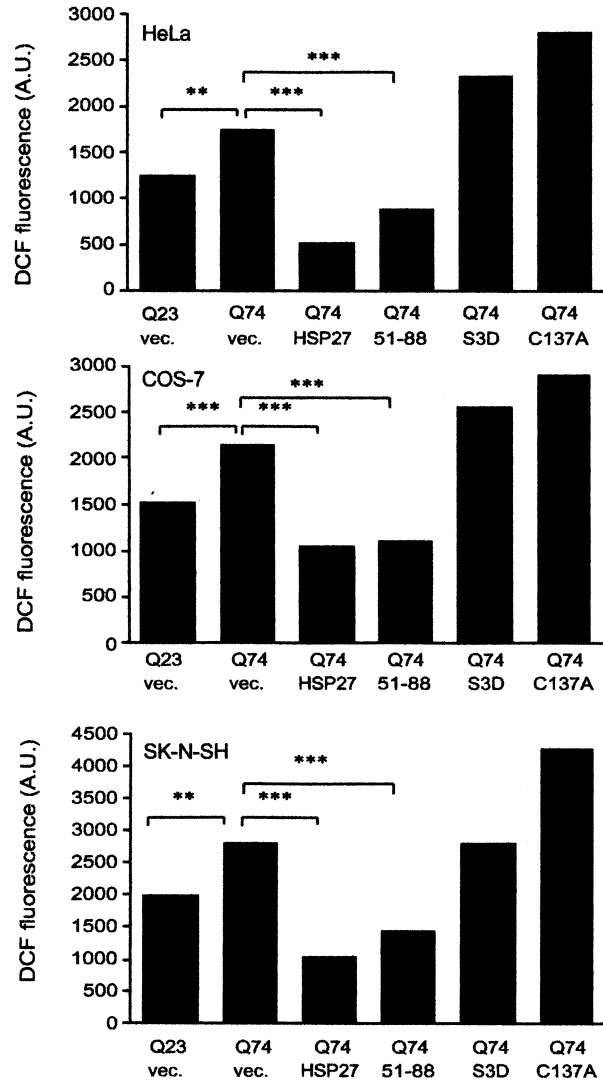 HeLa
DCF fluorescence (A.U.)
3000
2500
2000
1500
1000
500
0
** *** ***
Q23 Q74 Q74 Q74 Q74 Q74
vec. vec. HSP27 51-88 S3D C137A
COS-7
DCF fluorescence (A.U.)
3000
2500
2000
1500
1000
500
0
*** *** ***
Q23 Q74 Q74 Q74 Q74 Q74
vec. vec. HSP27 51-88 S3D C137A
SK-N-SH
DCF fluorescence (A.U.)
4500
4000
3500
3000
2500
2000
1500
1000
500
0
** *** ***
Q23 Q74 Q74 Q74 Q74 Q74
vec. vec. HSP27 51-88 S3D C137A